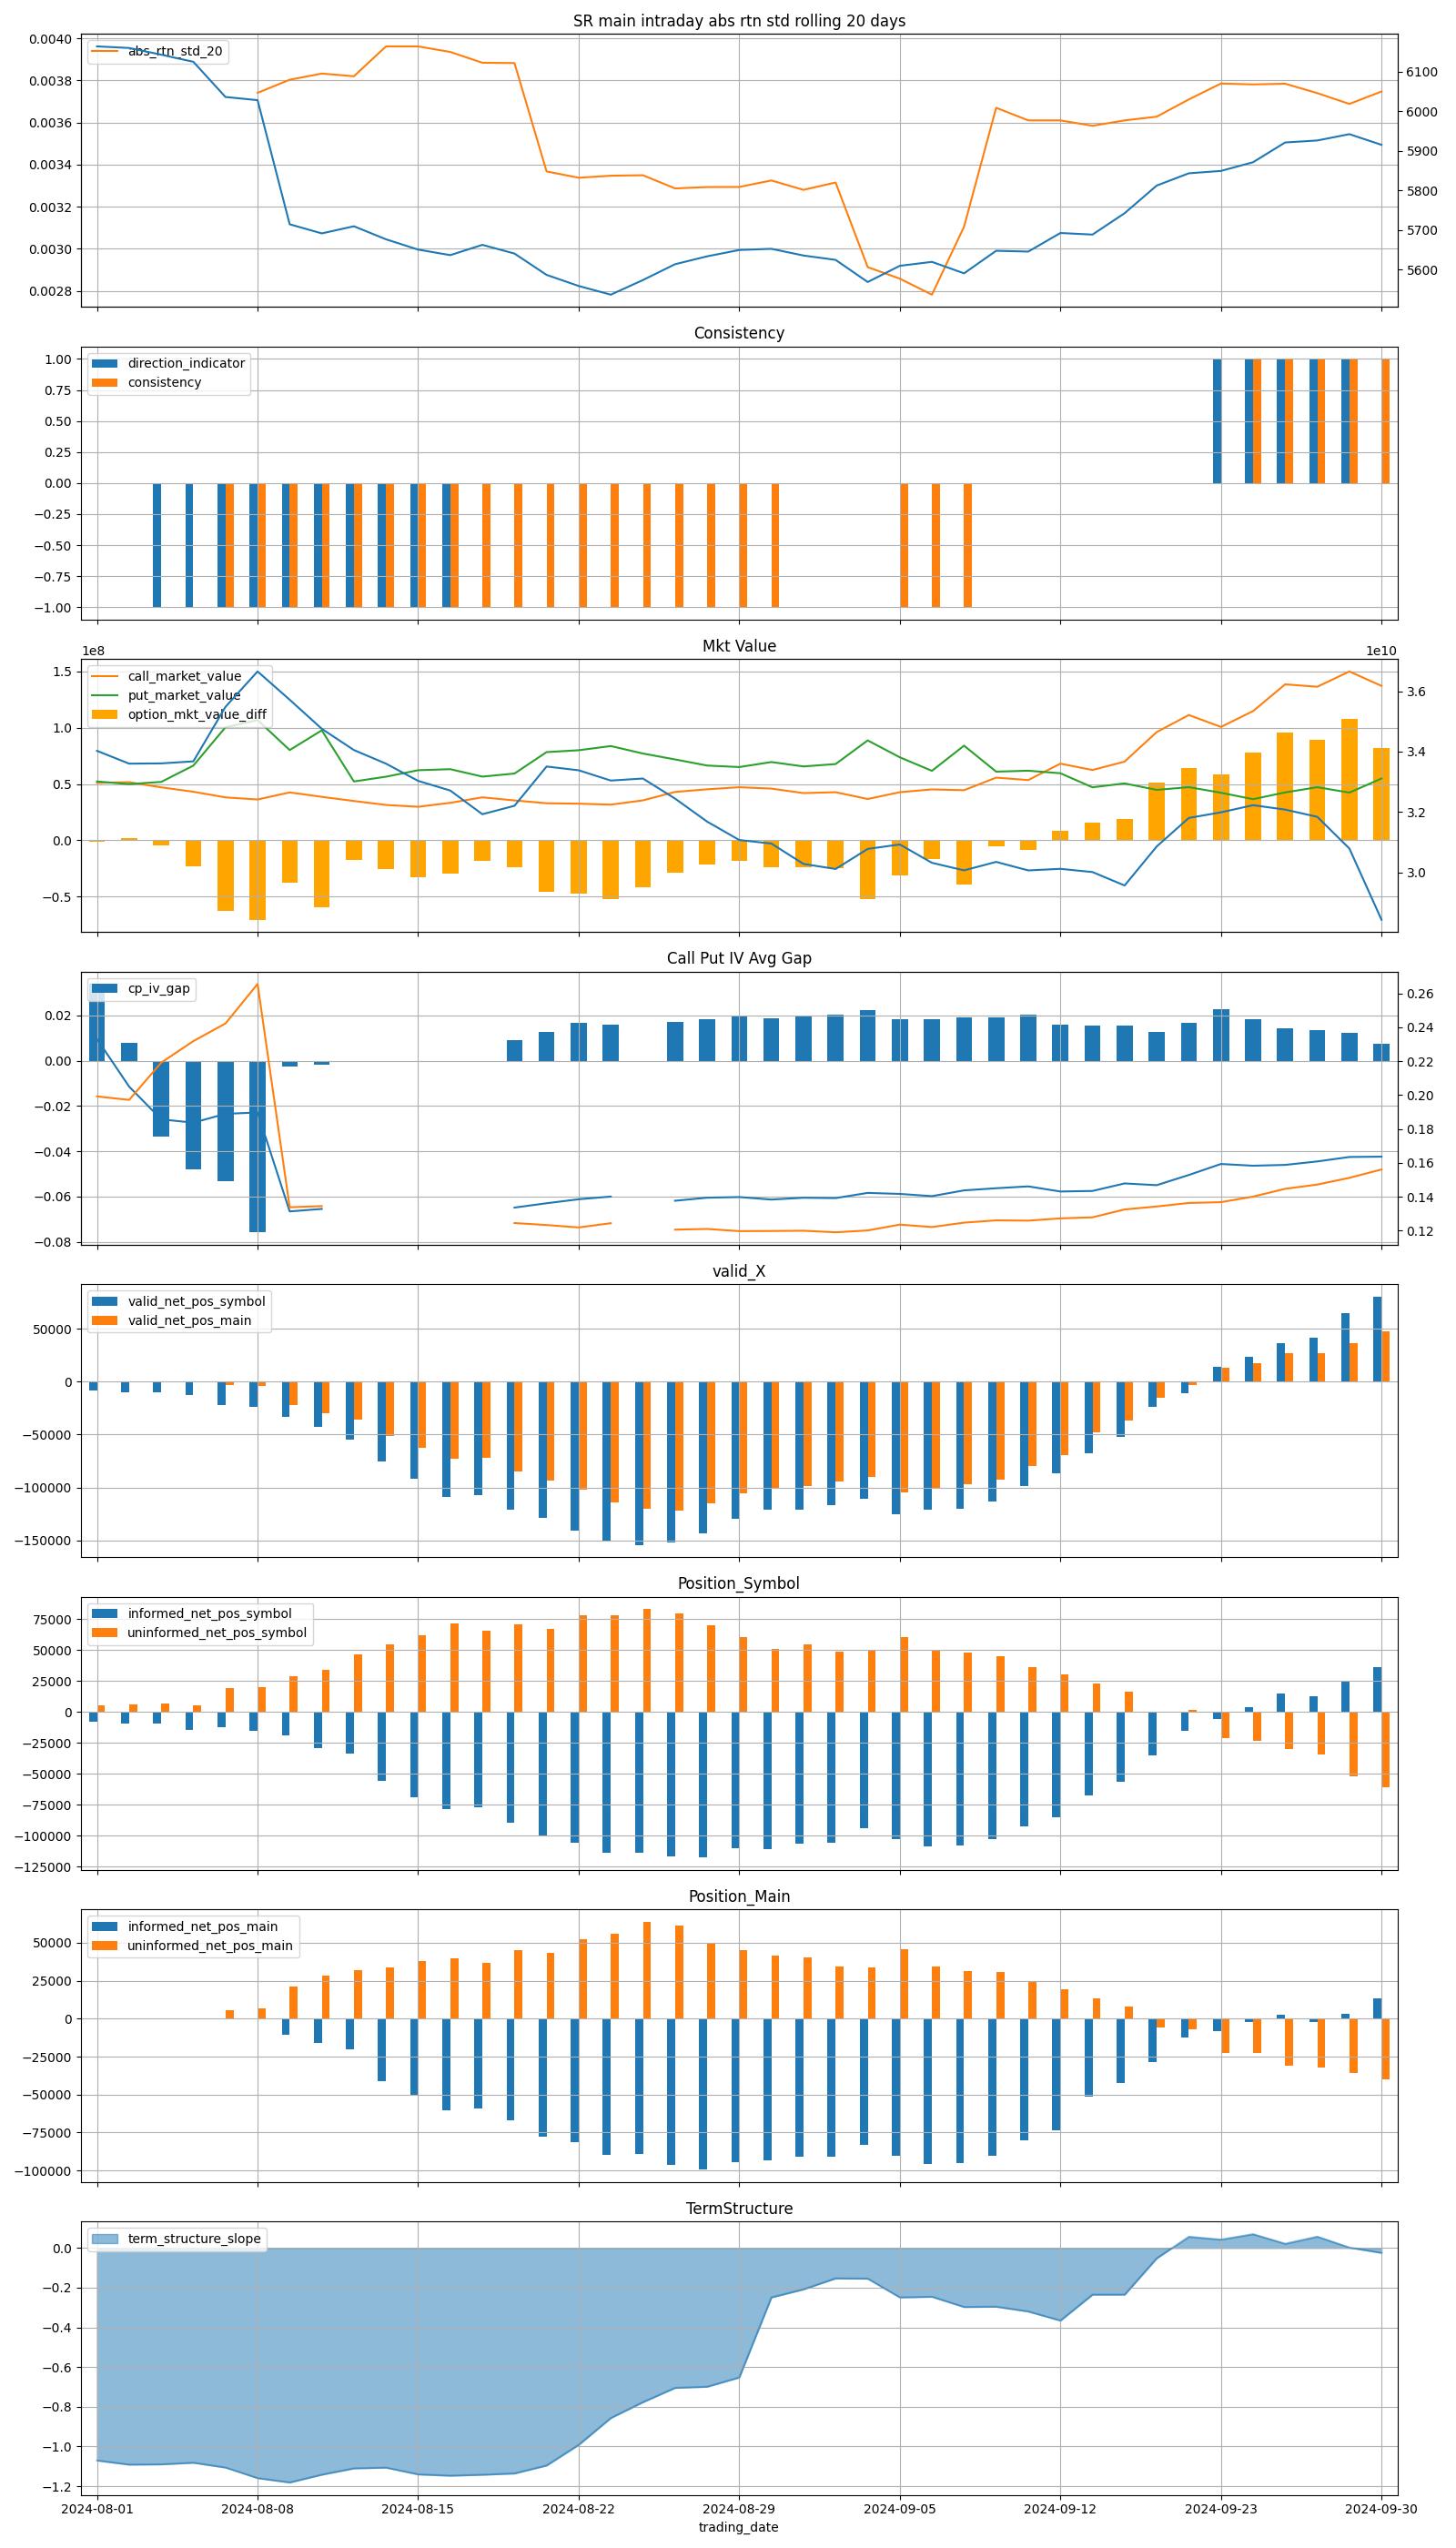 SR main intraday abs rtn std rolling 20 days
abs_rtn_std_20
0.0040
0.0038
0.0036
0.0034
0.0032
0.0030
0.0028
6100
6000
5900
5800
5700
5600
Consistency
direction_indicator
consistency
1.00
0.75
0.50
0.25
0.00
−0.25
−0.50
−0.75
−1.00
Mkt Value
1e8
1e10
call_market_value
put_market_value
option_mkt_value_diff
1.5
1.0
0.5
0.0
−0.5
3.6
3.4
3.2
3.0
Call Put IV Avg Gap
cp_iv_gap
0.02
0.00
−0.02
−0.04
−0.06
−0.08
0.26
0.24
0.22
0.20
0.18
0.16
0.14
0.12
valid_X
valid_net_pos_symbol
valid_net_pos_main
50000
0
−50000
−100000
−150000
Position_Symbol
informed_net_pos_symbol
uninformed_net_pos_symbol
75000
50000
25000
0
−25000
−50000
−75000
−100000
−125000
Position_Main
informed_net_pos_main
uninformed_net_pos_main
50000
25000
0
−25000
−50000
−75000
−100000
TermStructure
term_structure_slope
0.0
−0.2
−0.4
−0.6
−0.8
−1.0
−1.2
2024-08-01 2024-08-08 2024-08-15 2024-08-22 2024-08-29 2024-09-05 2024-09-12 2024-09-23 2024-09-30
trading_date